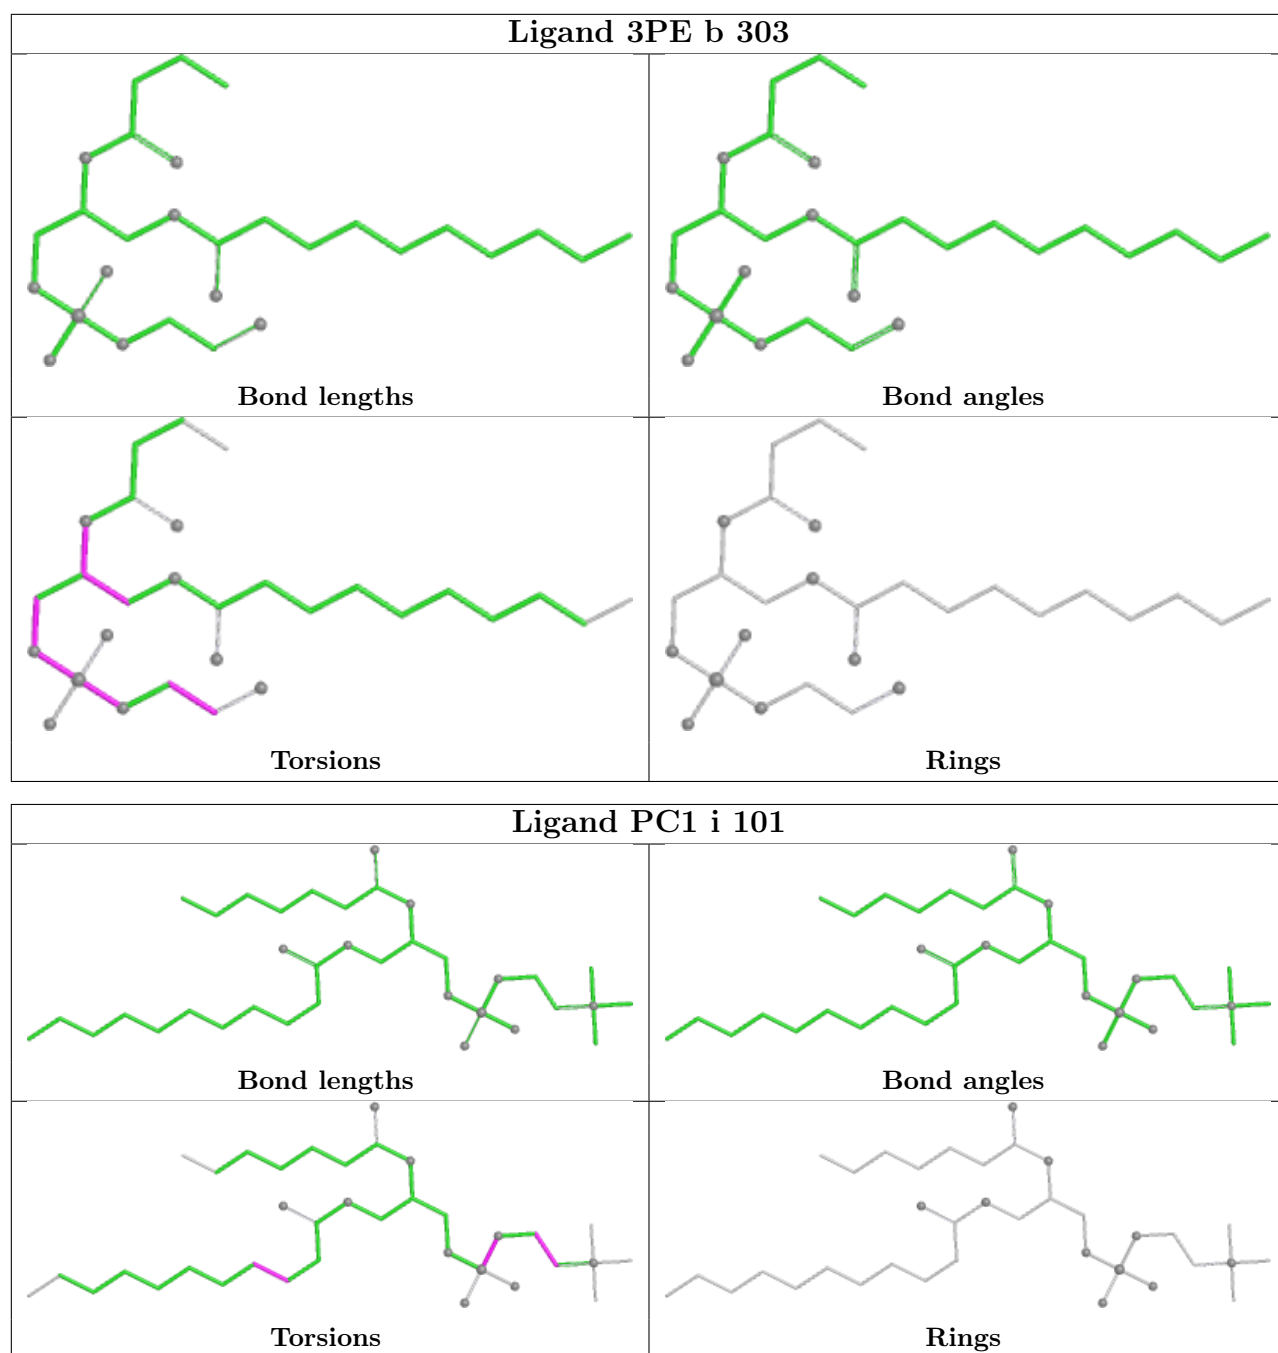 Ligand 3PE b 303
Bond lengths
Bond angles
Torsions
Rings
Ligand PC1 i 101
Bond lengths
Bond angles
Torsions
Rings